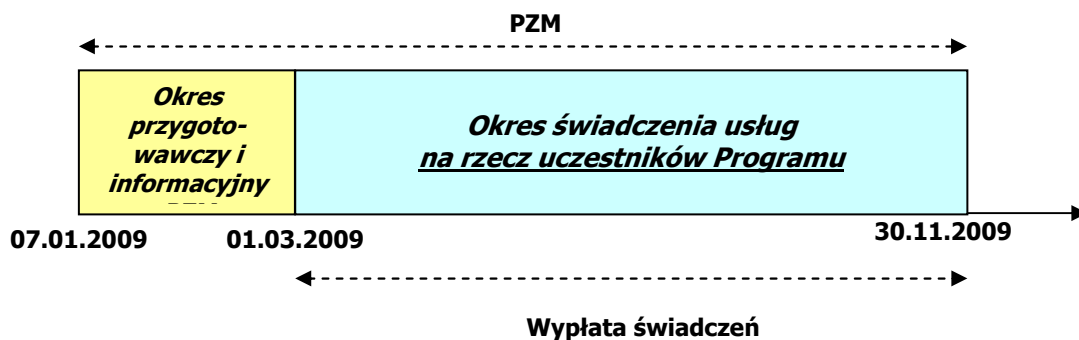 PZM
Okres
przygoto-
wawczy i
informacyjny
Okres świadczenia usług
na rzecz uczestników Programu
07.01.2009
01.03.2009
30.11.2009
Wypłata świadczeń